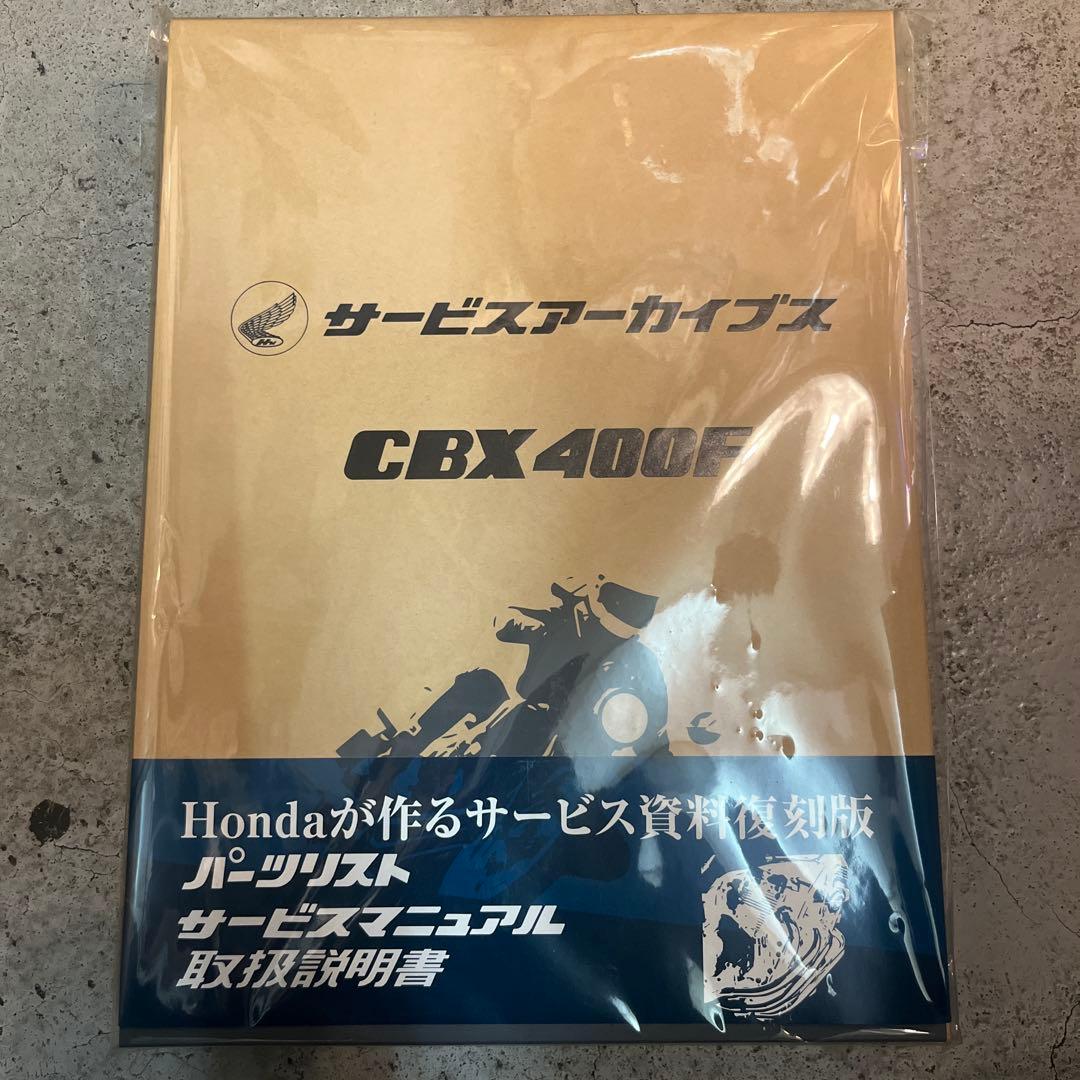 HM
サービスアーカイブス
CBX400F
Hondaが作るサービス資料復刻版
パーツリスト
サービスマニュアル
取扱説明書